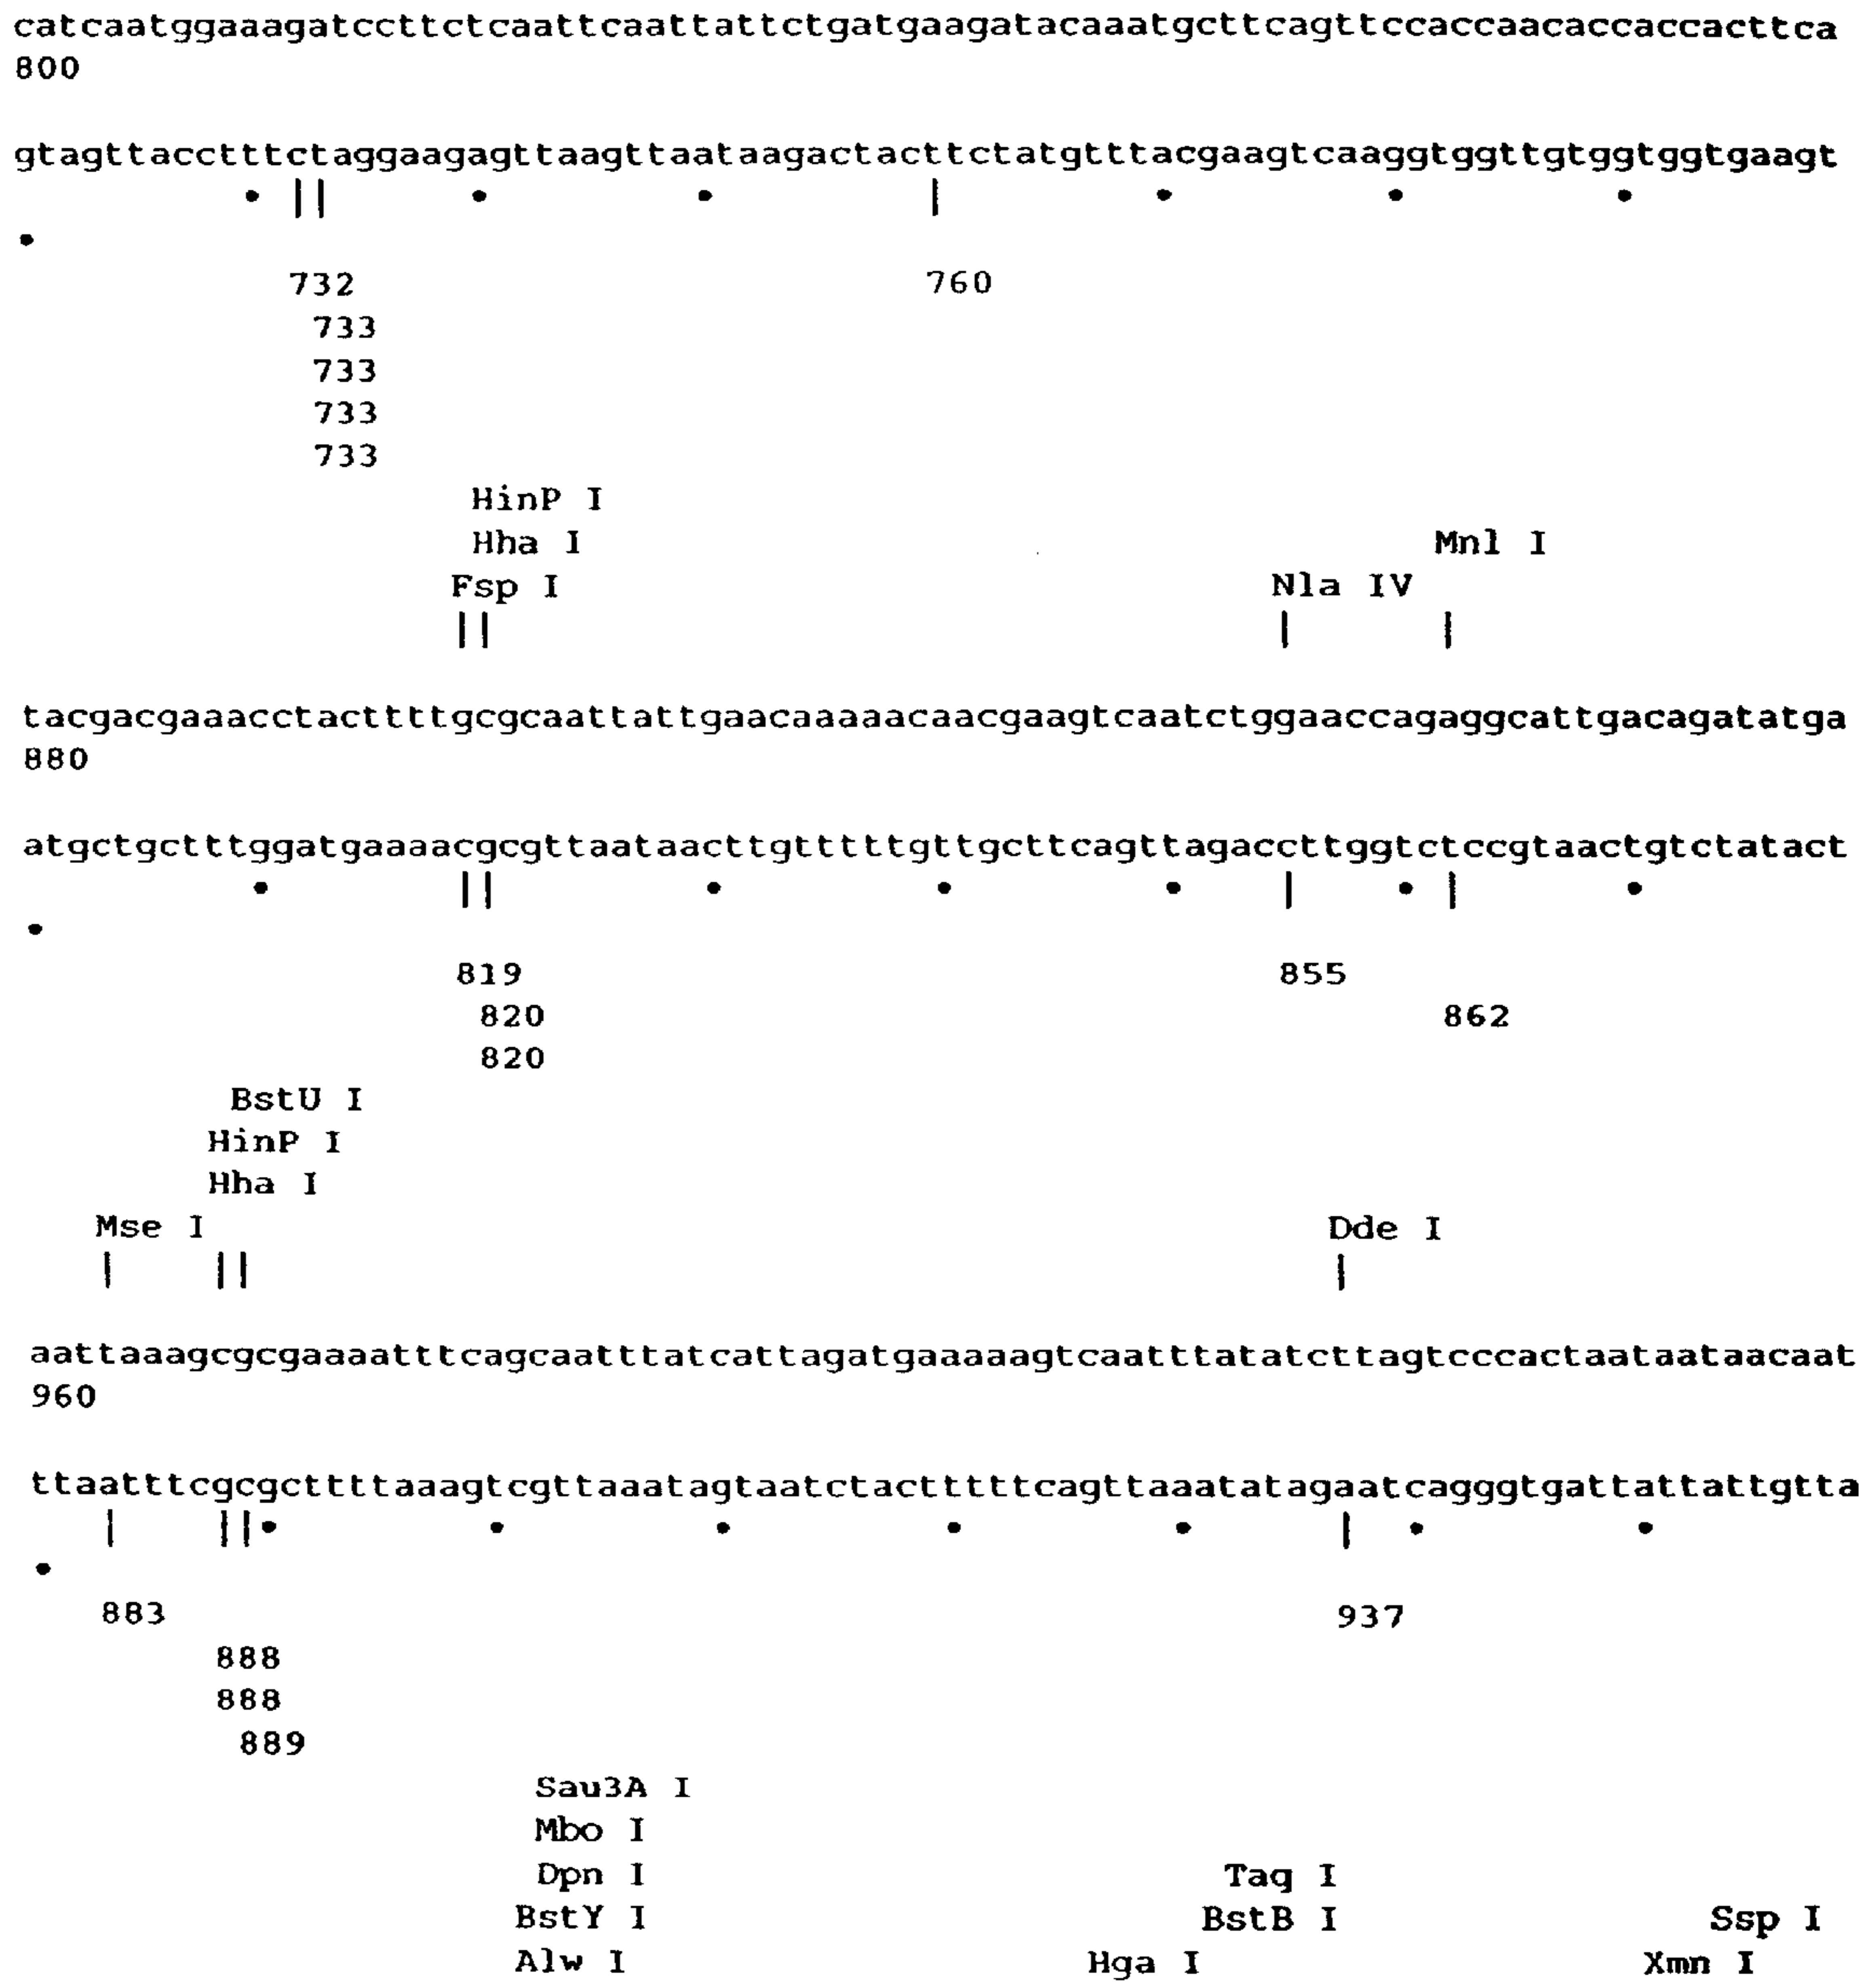 catcaatggaaagatccttctcaattcaattattctgatgaagatacaaatgcttcagttccaccaacaccaccacttca
800
gtagttacctttctaggaagagttaagttaataagactacttctatgtttacgaagtcaaggtggttgtggtggtgaagt
• || • • | • • •
•
732 760
733
733
733
733
HinP I
Hha I Mnl I
Fsp I Nla IV
|| | |
tacgacgaaacctacttttgcgcaattattgaacaaaaacaacgaagtcaatctggaaccagaggcattgacagatatga
880
atgctgctttggatgaaaacgcgttaataacttgtttttgttgcttcagttagaccttggtctccgtaactgtctatact
• || • • • | • | •
•
819 855
820 862
820
BstU I
HinP I
Hha I
Mse I Dde I
| || |
aattaaagcgcgaaaatttcagcaatttatcattagatgaaaaagtcaatttatatcttagtcccactaataataacaat
960
ttaatttcgcgcttttaaagtcgttaaatagtaatctactttttcagttaaatatagaatcagggtgattattattgtta
| ||• • • • • | • •
•
883 937
888
888
889
Sau3A I
Mbo I
Dpn I Taq I
BstY I BstB I Ssp I
Alw I Hga I Xmn I